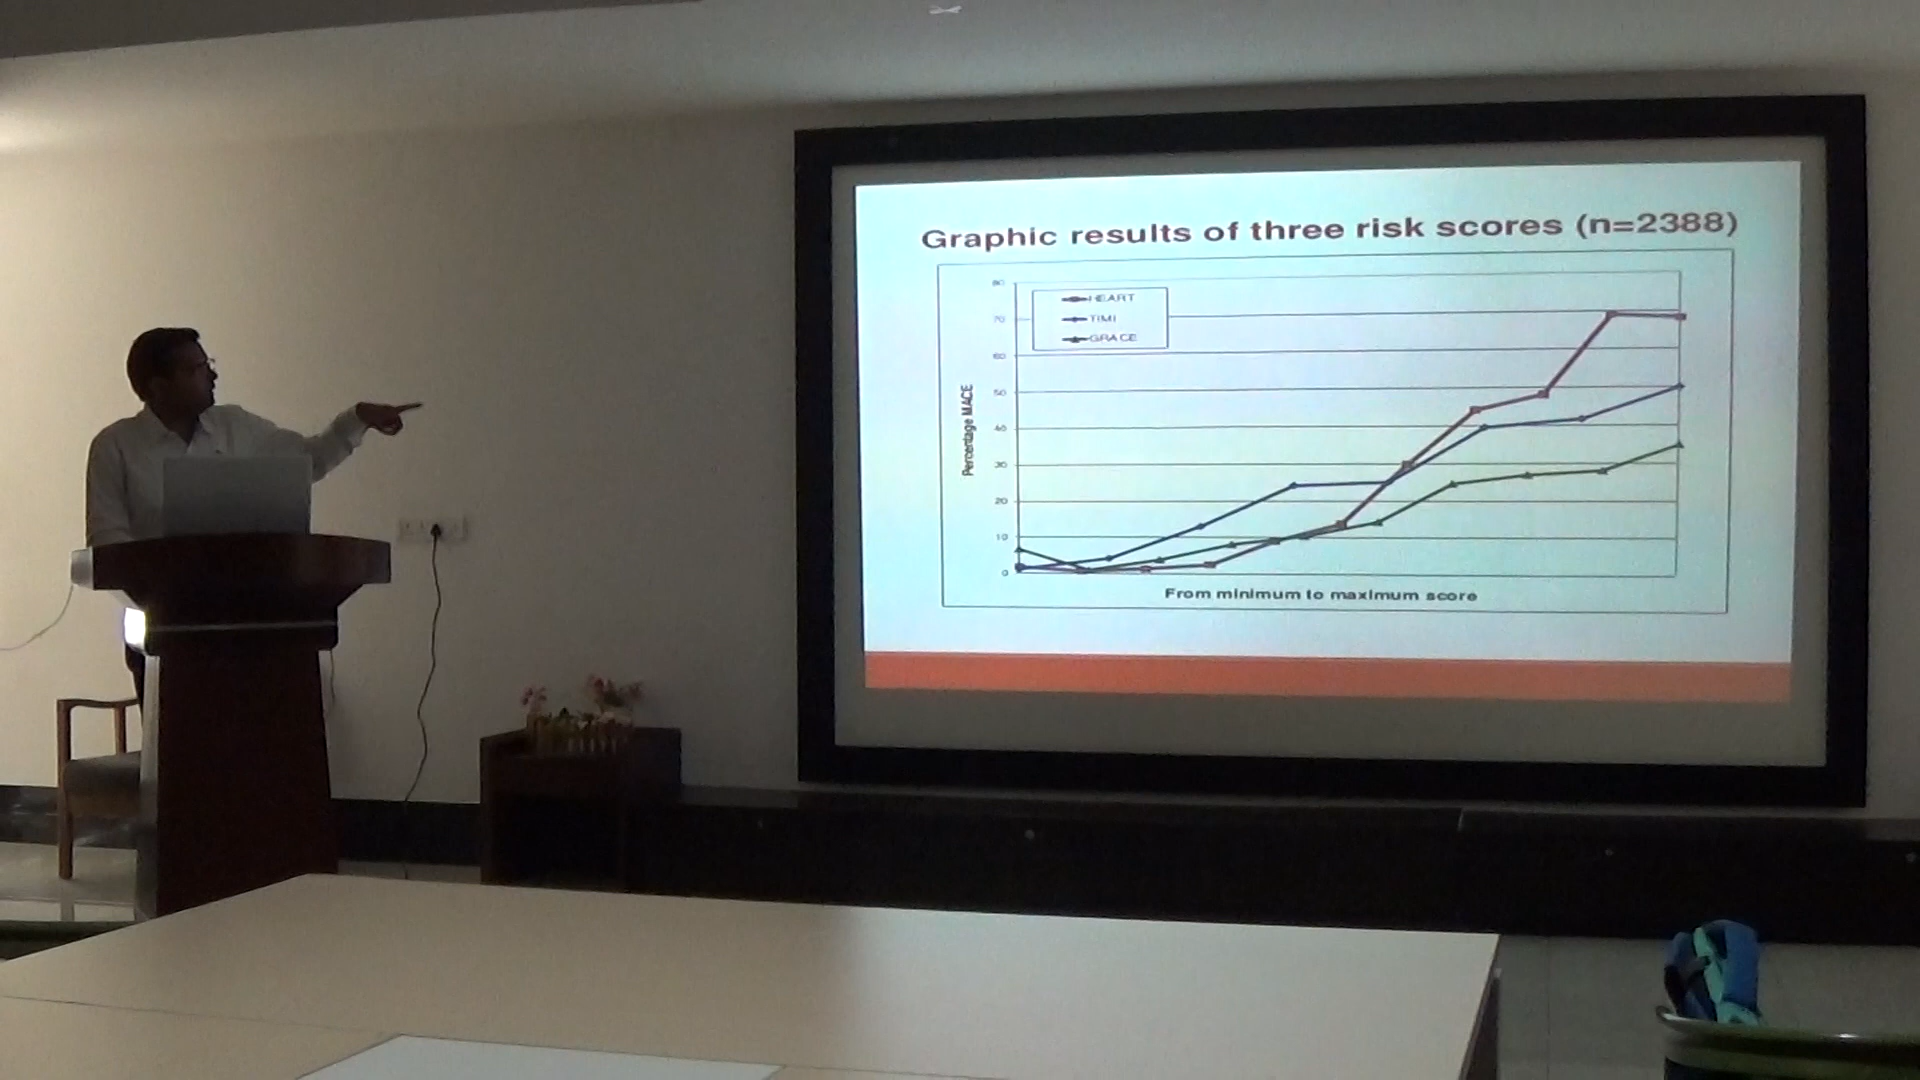 Graphic results of three risk scores (n=2388)
80
HEART
70
TIMI
GRACE
60
50
40
30
20
10
0
Percentage MACE
From minimum to maximum score